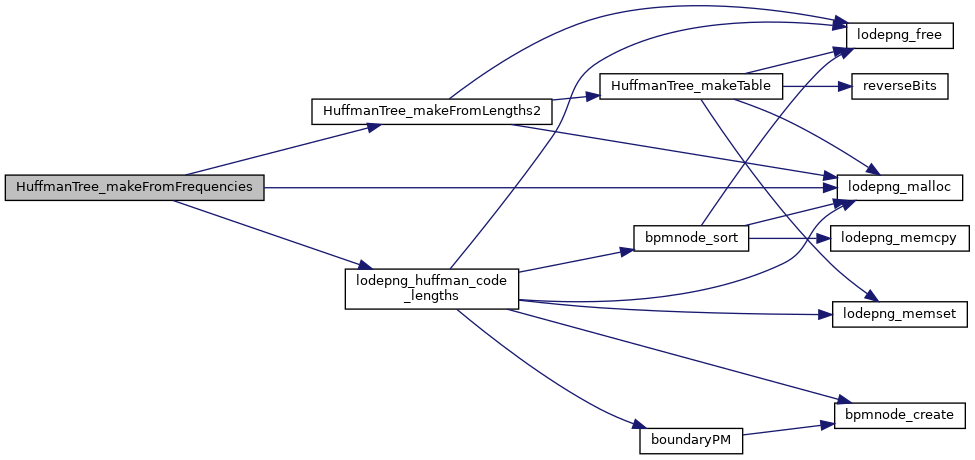 HuffmanTree_makeFromFrequencies
HuffmanTree_makeFromLengths2
HuffmanTree_makeTable
lodepng_free
reverseBits
lodepng_malloc
lodepng_huffman_code
_lengths
bpmnode_sort
lodepng_memcpy
lodepng_memset
bpmnode_create
boundaryPM